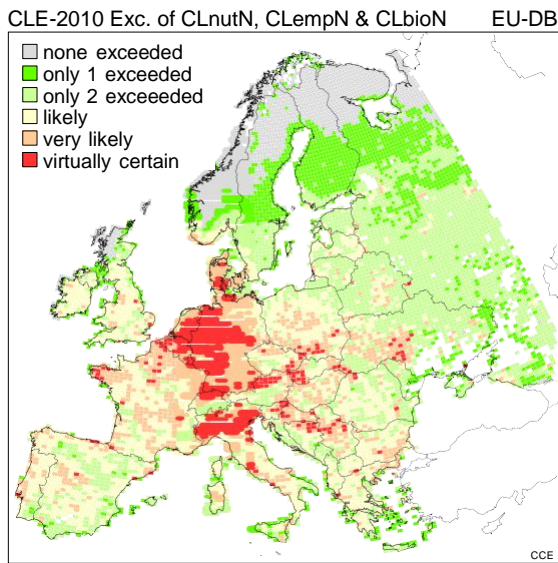 CLE-2010 Exc. of CLnutN, CLempN & CLbioN EU-DB
none exceeded
only 1 exceeded
only 2 exceeeded
likely
very likely
virtually certain
CCE